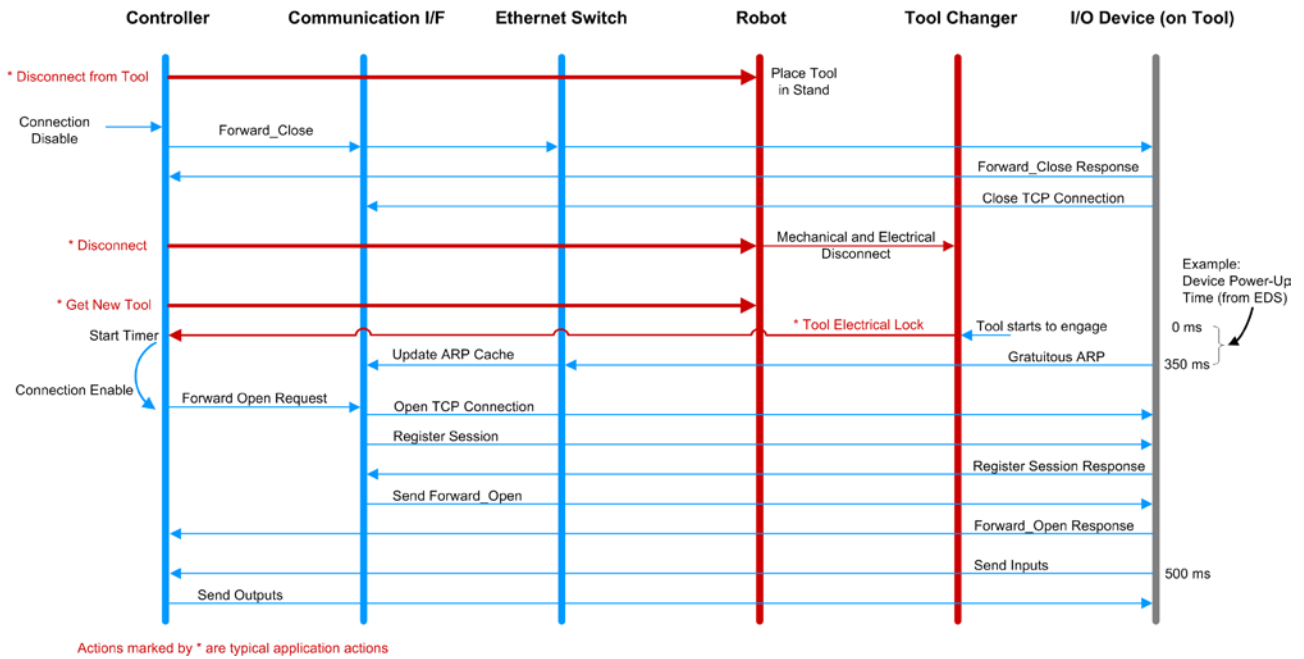 Controller
Communication I/F
Ethernet Switch
Robot
Tool Changer
I/O Device (on Tool)
* Disconnect from Tool
Place Tool
in Stand
Connection
Disable
Forward_Close
Forward_Close Response
Close TCP Connection
* Disconnect
Mechanical and Electrical
Disconnect
Example:
Device Power-Up
Time (from EDS)
* Get New Tool
Start Timer
* Tool Electrical Lock
Tool starts to engage
0 ms
Update ARP Cache
Gratuitous ARP
350 ms
Connection Enable
Forward Open Request
Open TCP Connection
Register Session
Register Session Response
Send Forward_Open
Forward_Open Response
Send Inputs
500 ms
Send Outputs
Actions marked by * are typical application actions